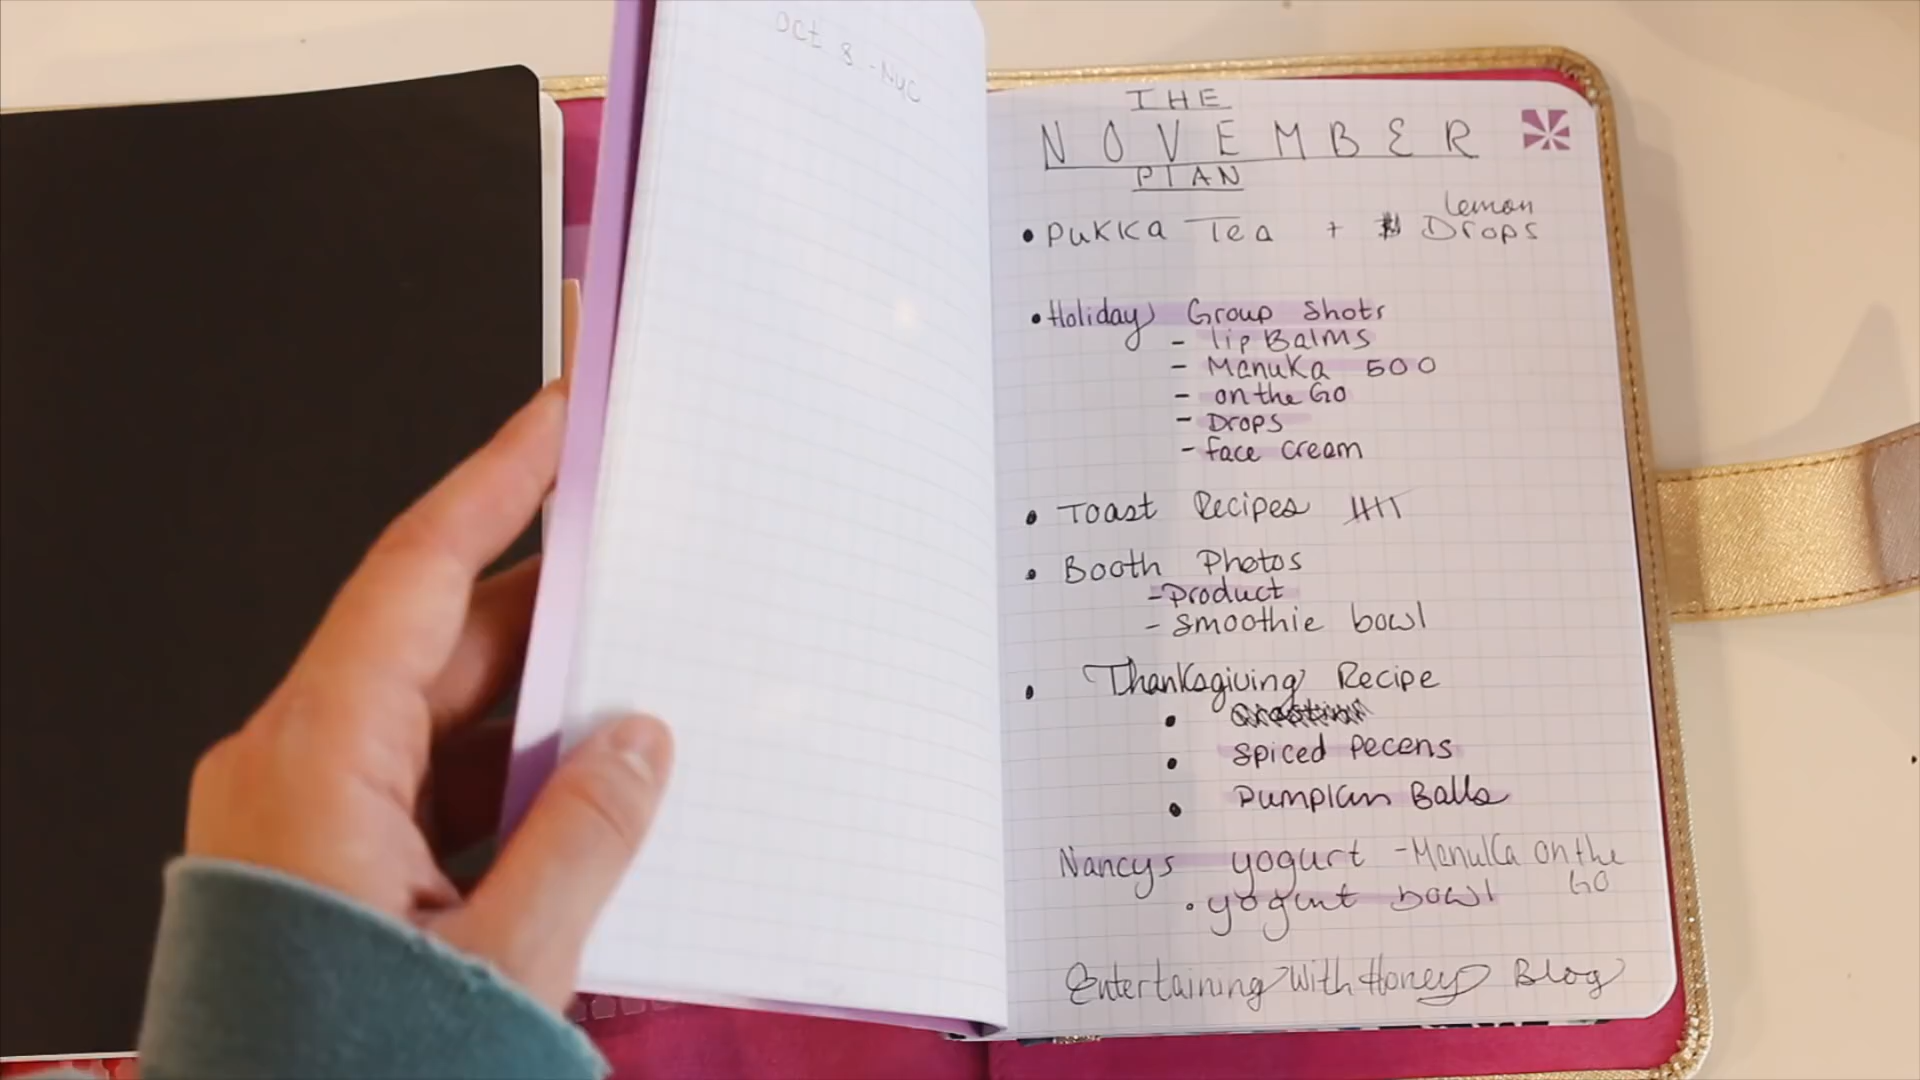 Oct 8 - NYC
THE
NOVEMBER
PLAN
• PUKKa Tea + lemon Drops
• Holiday Group Shots
- lip Balms
- Manuka 500
- on the Go
- Drops
- face cream
• Toast Recipes
• Booth Photos
- Product
- Smoothie bowl
• Thanksgiving Recipe
•
• Spiced Pecens
• Pumpkin Balls
Nancys yogurt - Manuka on the Go
• yogurt bowl
Entertaining With Honey Blog